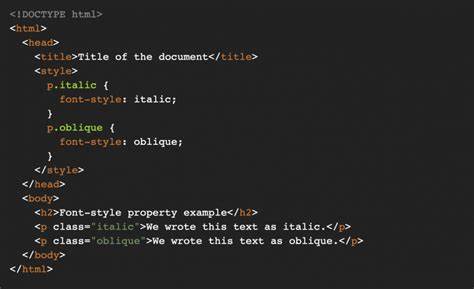 <!DOCTYPE html>
<html>
  <head>
    <title>Title of the document</title>
    <style>
      p.italic {
        font-style: italic;
      }
      p.oblique {
        font-style: oblique;
      }
    </style>
  </head>
  <body>
    <h2>Font-style property example</h2>
    <p class="italic">We wrote this text as italic.</p>
    <p class="oblique">We wrote this text as oblique.</p>
  </body>
</html>